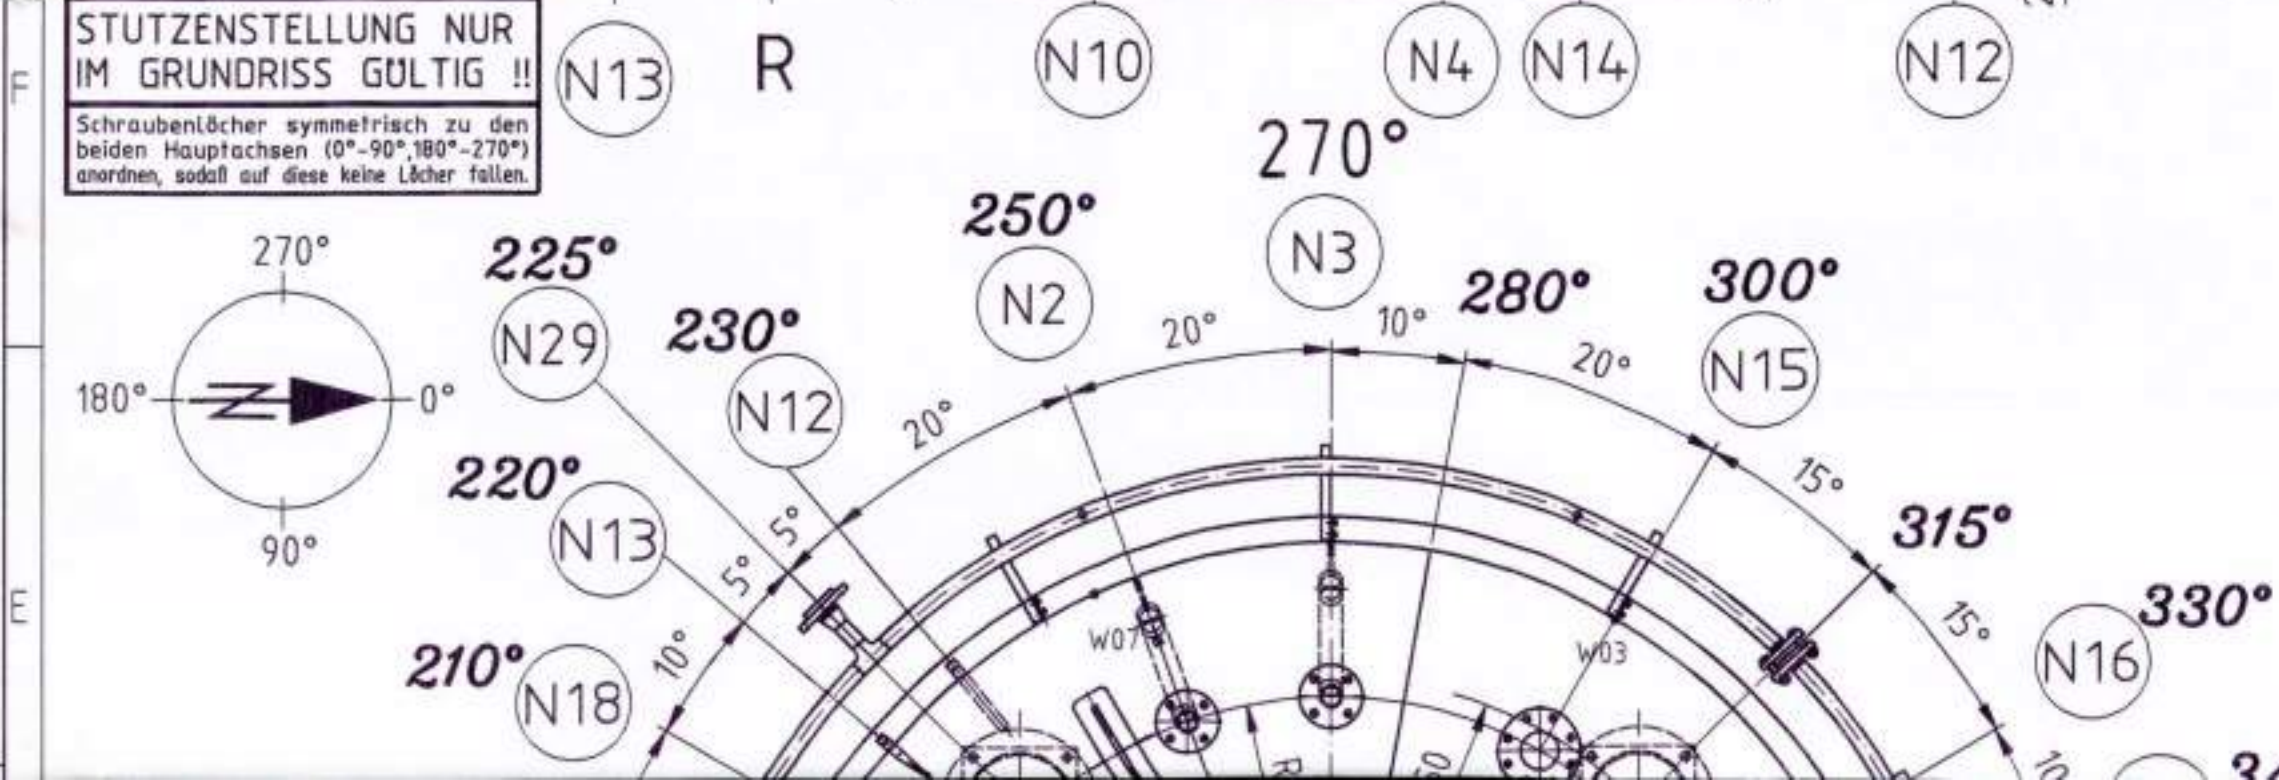 STUTZENSTELLUNG NUR
IM GRUNDRISS GÜLTIG !!
Schraubenlöcher symmetrisch zu den
beiden Hauptachsen (0°-90°,180°-270°)
anordnen, sodaß auf diese keine Löcher fallen.
F
N13
R
N10
N4
N14
N12
270°
250°
N3
270°
225°
N2
280°
300°
N29
230°
20°
10°
20°
N15
180°
0°
N12
20°
15°
220°
315°
90°
N13
5°
5°
E
15°
330°
210°
N18
10°
W07
W03
N16
R
10